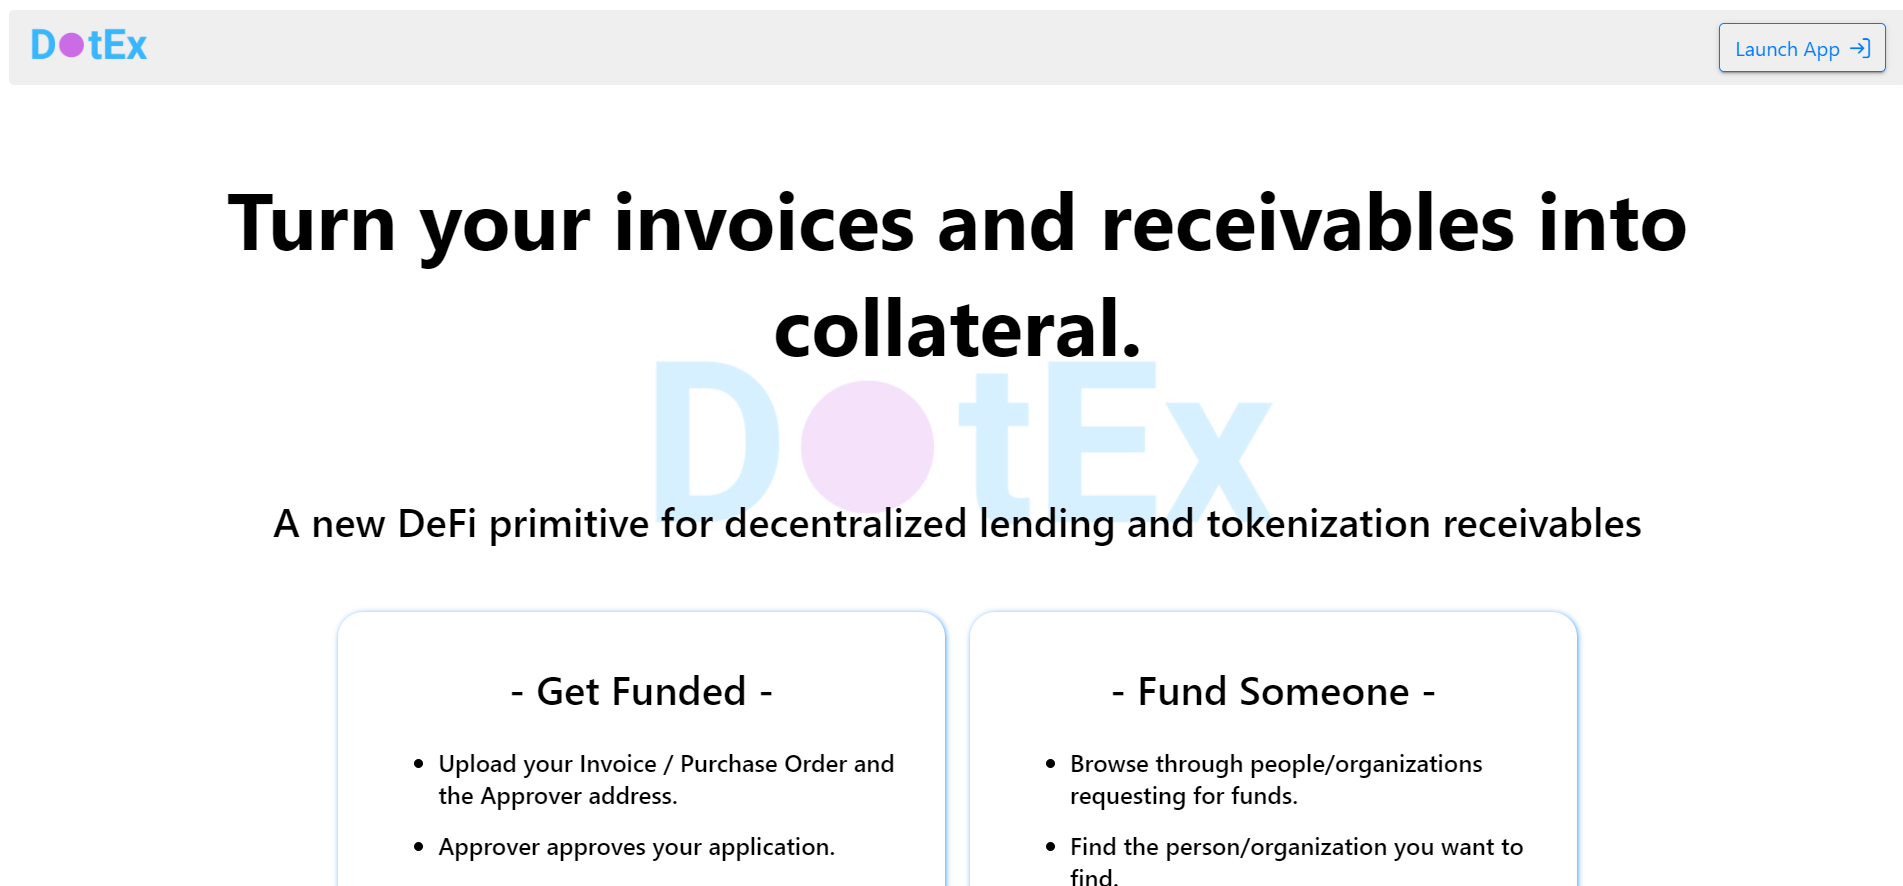 DotEx
Launch App
Turn your invoices and receivables into
collateral.
DotEx
A new DeFi primitive for decentralized lending and tokenization receivables
- Get Funded -
• Upload your Invoice / Purchase Order and
the Approver address.
• Approver approves your application.
- Fund Someone -
• Browse through people/organizations
requesting for funds.
• Find the person/organization you want to
find.